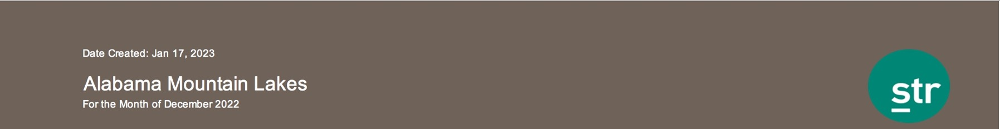 Date Created: Jan 17, 2023
Alabama Mountain Lakes
For the Month of December 2022
str